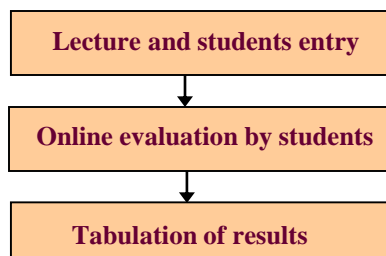 Lecture and students entry
Online evaluation by students
Tabulation of results